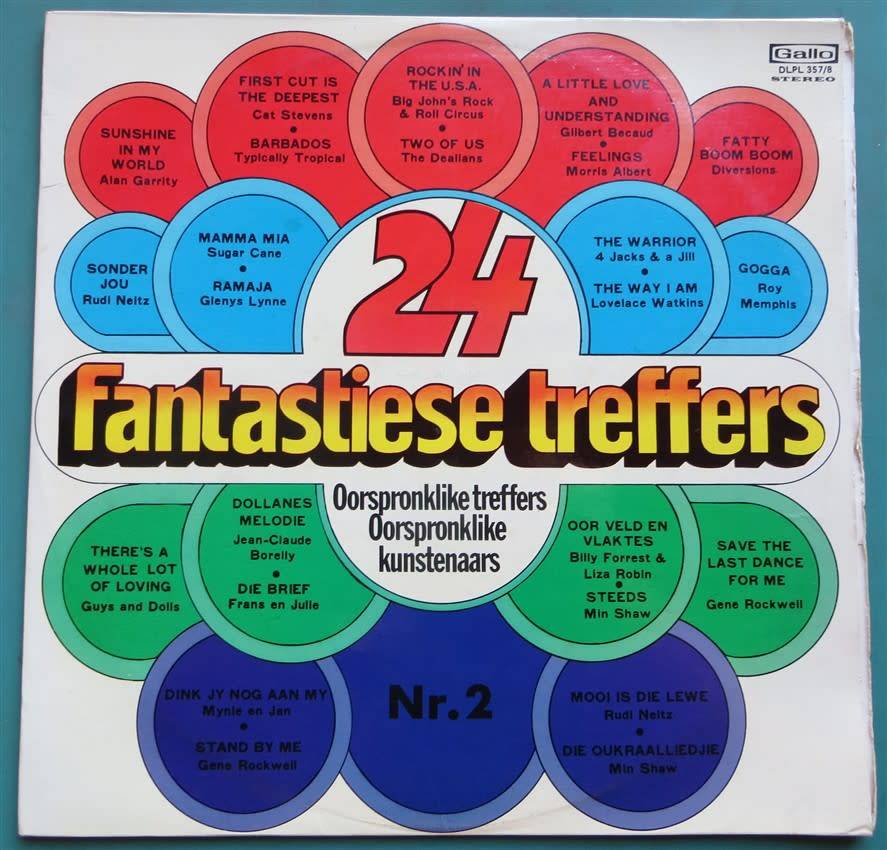 Gallo
DLPL 357/8
STEREO
SUNSHINE
IN MY
WORLD
Alan Garrity
FIRST CUT IS
THE DEEPEST
Cat Stevens
•
BARBADOS
Typically Tropical
ROCKIN' IN
THE U.S.A.
Big John's Rock
& Roll Circus
•
TWO OF US
The Dealians
A LITTLE LOVE
AND
UNDERSTANDING
Gilbert Becaud
•
FEELINGS
Morris Albert
FATTY
BOOM BOOM
Diversions
SONDER
JOU
Rudi Neitz
MAMMA MIA
Sugar Cane
•
RAMAJA
Glenys Lynne
24
THE WARRIOR
4 Jacks & a Jill
•
THE WAY I AM
Lovelace Watkins
GOGGA
Roy
Memphis
fantastiese treffers
Oorspronklike treffers
Oorspronklike
kunstenaars
THERE'S A
WHOLE LOT
OF LOVING
Guys and Dolls
DOLLANES
MELODIE
Jean-Claude
Borelly
•
DIE BRIEF
Frans en Julie
OOR VELD EN
VLAKTES
Billy Forrest &
Liza Robin
•
STEEDS
Min Shaw
SAVE THE
LAST DANCE
FOR ME
Gene Rockwell
DINK JY NOG AAN MY
Mynie en Jan
•
STAND BY ME
Gene Rockwell
Nr.2
MOOI IS DIE LEWE
Rudi Neitz
•
DIE OUKRAALLIEDJIE
Min Shaw